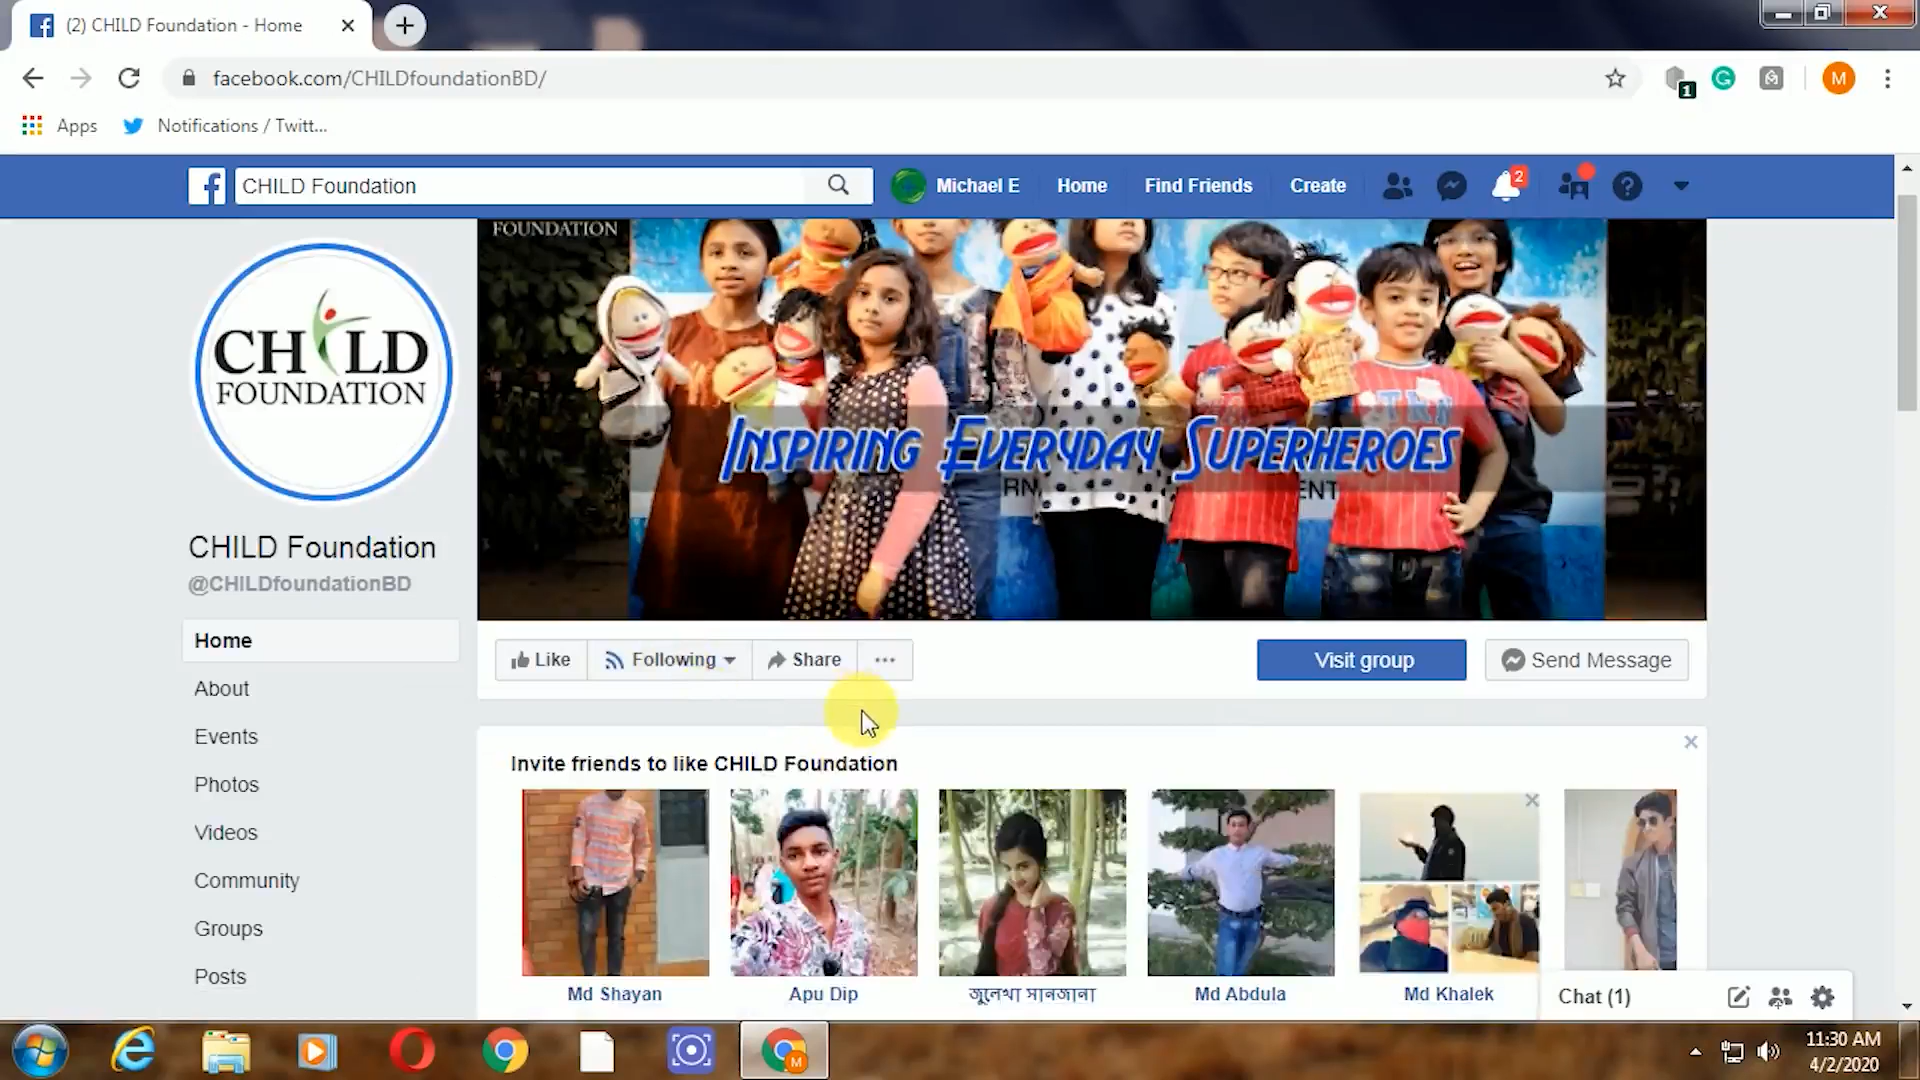 (2) CHILD Foundation - Home
facebook.com/CHILDfoundationBD/
1
G
M
Apps
Notifications / Twitt...
CHILD Foundation
Michael E
Home
Find Friends
Create
2
FOUNDATION
INSPIRING EVERYDAY SUPERHEROES
CHILD
FOUNDATION
CHILD Foundation
@CHILDfoundationBD
Home
About
Events
Photos
Videos
Community
Groups
Posts
Like
Following
Share
Visit group
Send Message
Invite friends to like CHILD Foundation
Md Shayan
Apu Dip
জুলেখা সানজানা
Md Abdula
Md Khalek
Chat (1)
M
11:30 AM
4/2/2020